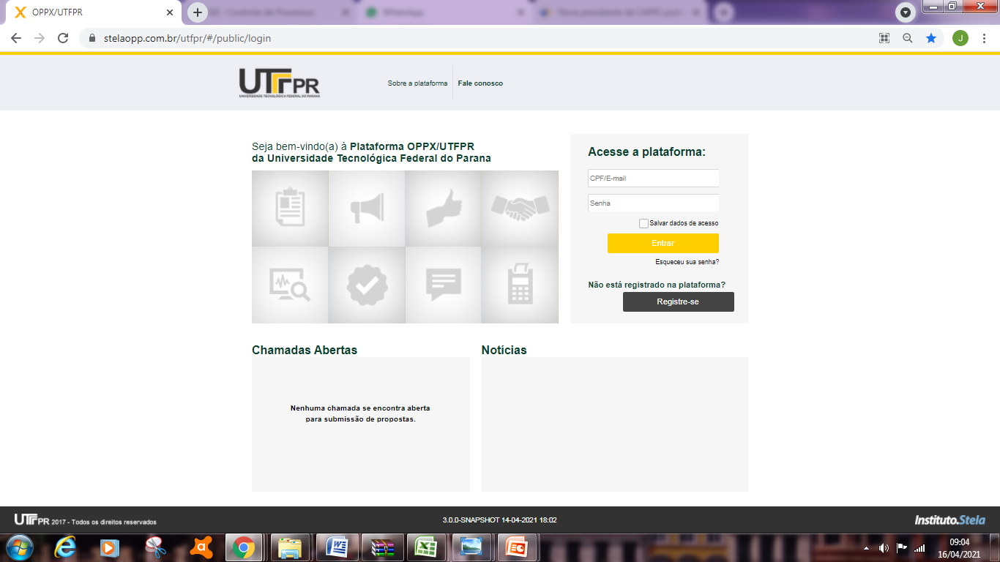 OPPX/UTFPR
WhatsApp
stelaopp.com.br/utfpr/#/public/login
J
UTFPR
UNIVERSIDADE TECNOLÓGICA FEDERAL DO PARANÁ
Sobre a plataforma
Fale conosco
Seja bem-vindo(a) à Plataforma OPPX/UTFPR
da Universidade Tecnológica Federal do Parana
Acesse a plataforma:
CPF/E-mail
Senha
Salvar dados de acesso
Entrar
Esqueceu sua senha?
Não está registrado na plataforma?
Registre-se
Chamadas Abertas
Nenhuma chamada se encontra aberta
para submissão de propostas.
Notícias
UTFPR 2017 - Todos os direitos reservados
3.0.0-SNAPSHOT 14-04-2021 18:02
Instituto.Stela
09:04
16/04/2021